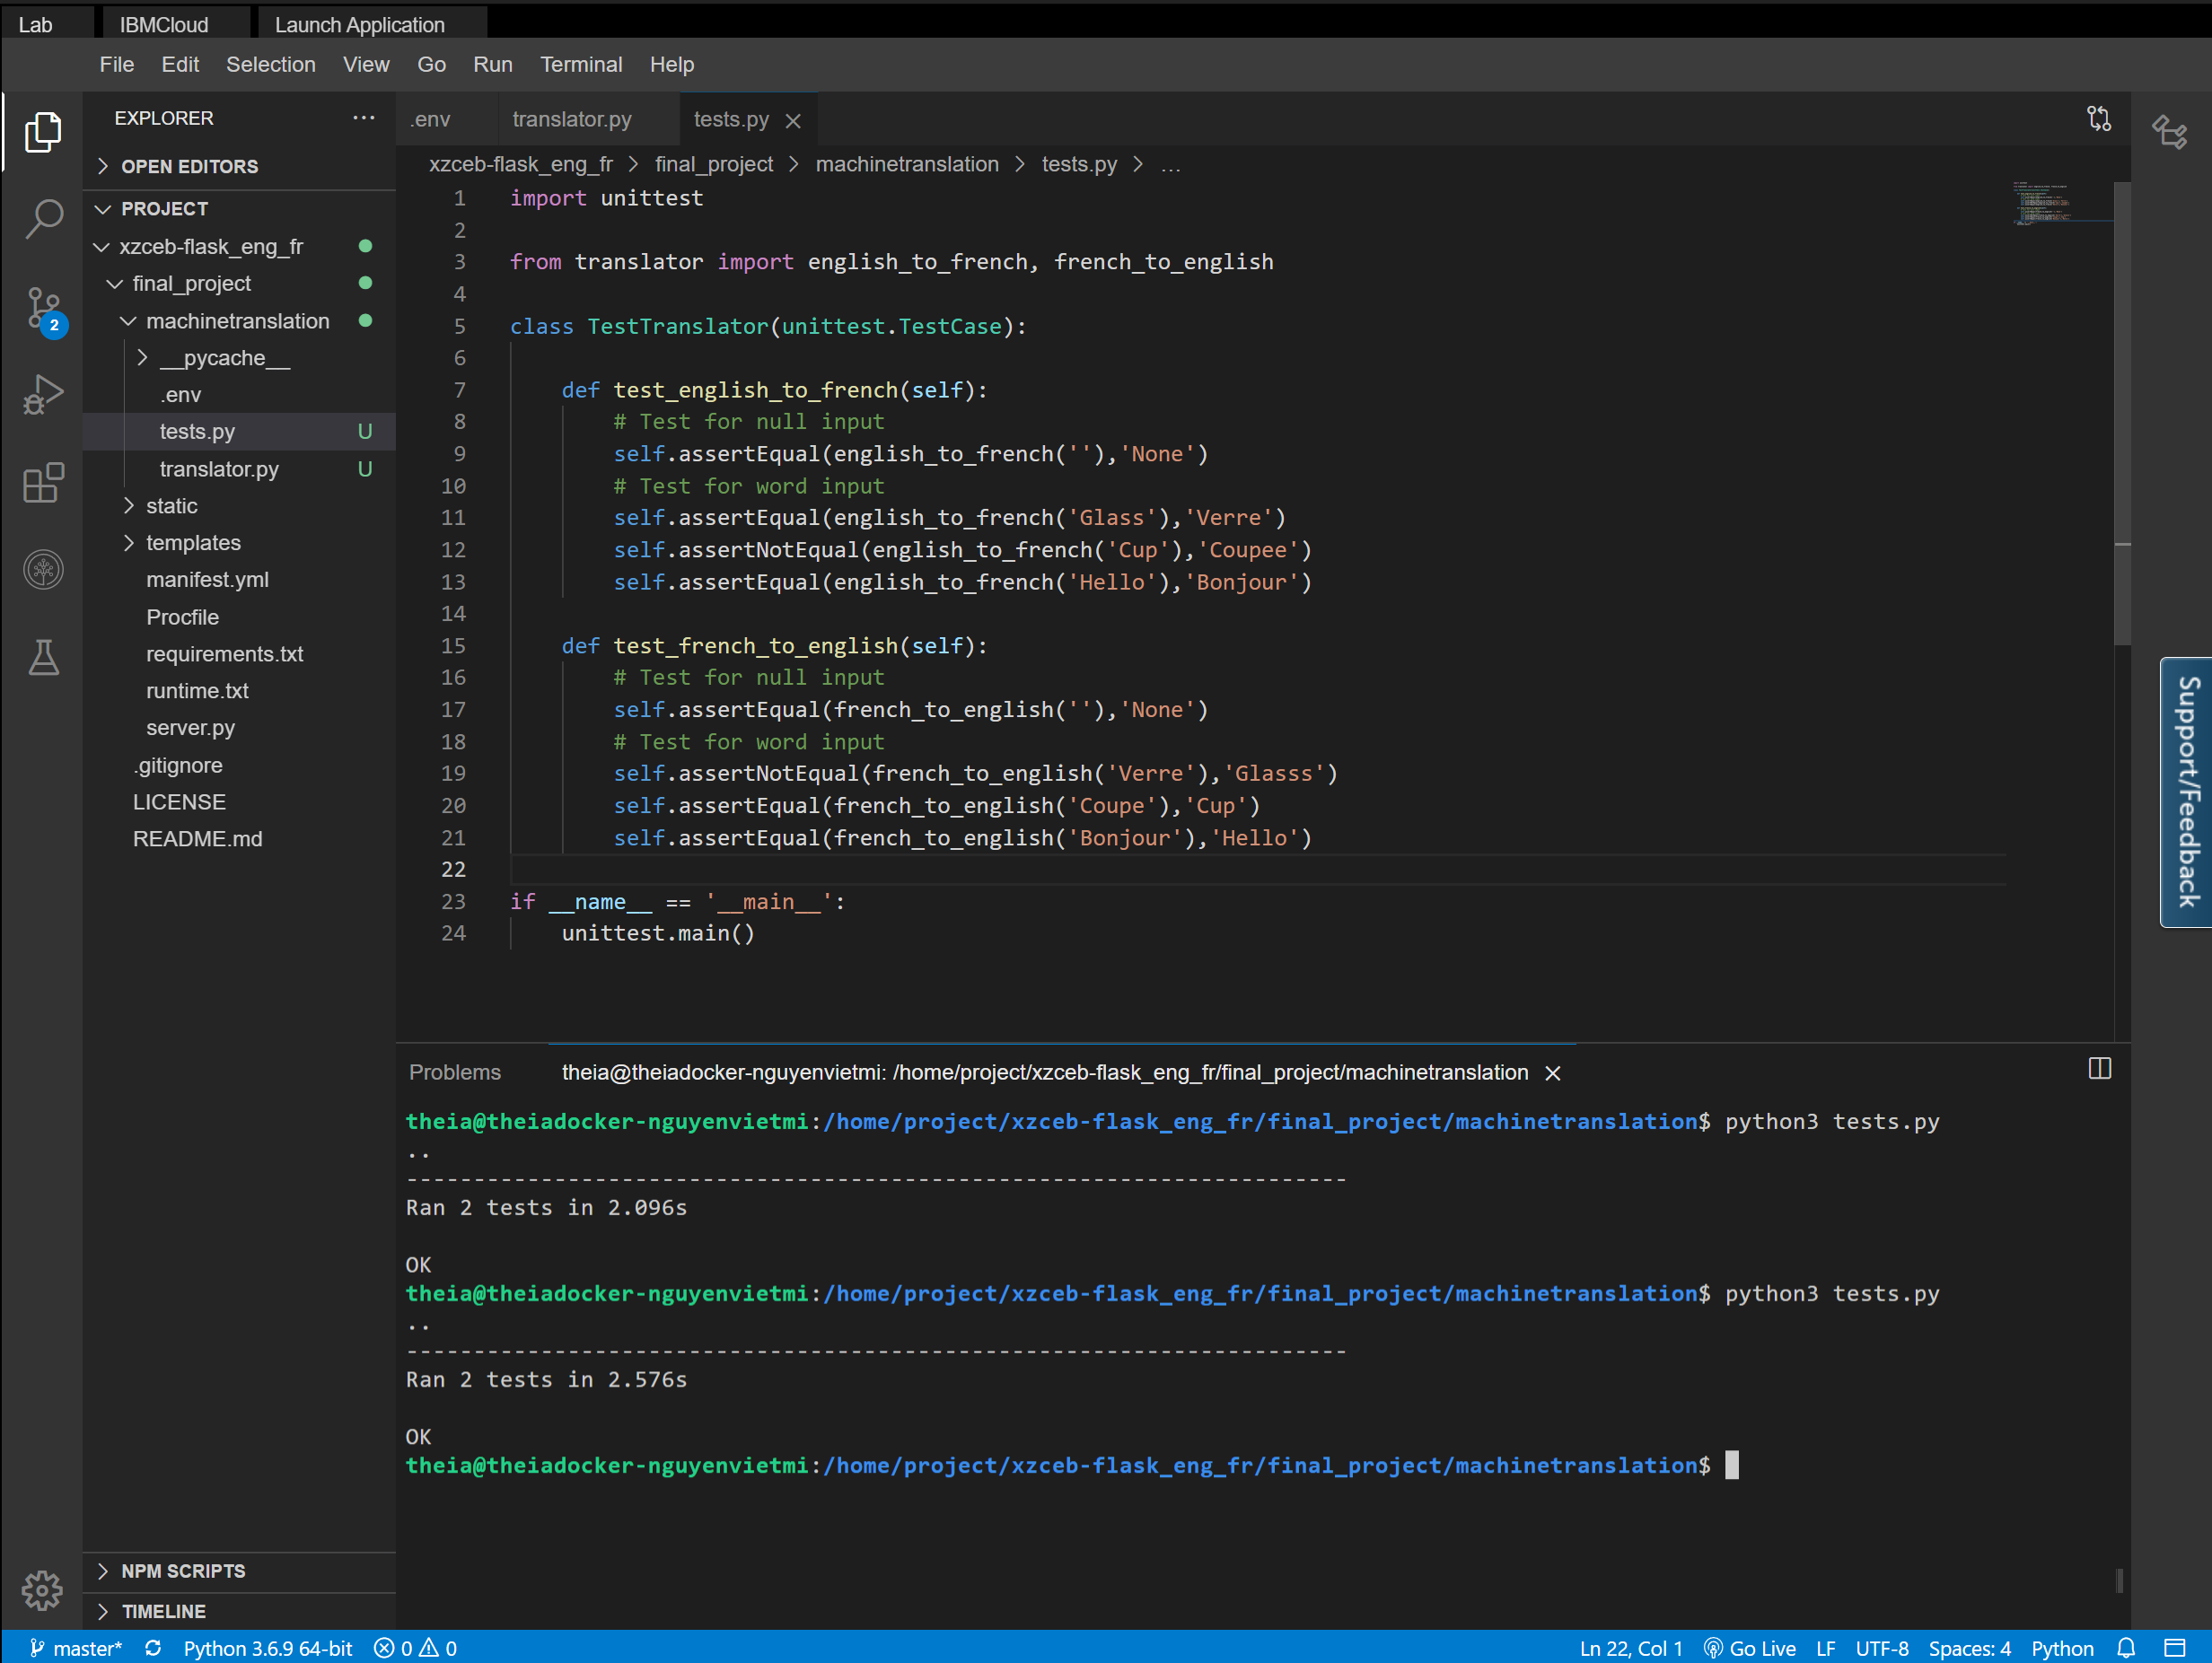 Lab IBMCloud Launch Application
File Edit Selection View Go Run Terminal Help
EXPLORER ...
OPEN EDITORS
PROJECT
xzceb-flask_eng_fr
final_project
machinetranslation
__pycache__
.env
tests.py U
translator.py U
static
templates
manifest.yml
Procfile
requirements.txt
runtime.txt
server.py
.gitignore
LICENSE
README.md
NPM SCRIPTS
TIMELINE
2
.env translator.py tests.py
xzceb-flask_eng_fr > final_project > machinetranslation > tests.py > ...
1 import unittest
2
3 from translator import english_to_french, french_to_english
4
5 class TestTranslator(unittest.TestCase):
6
7     def test_english_to_french(self):
8         # Test for null input
9         self.assertEqual(english_to_french(''),'None')
10         # Test for word input
11         self.assertEqual(english_to_french('Glass'),'Verre')
12         self.assertNotEqual(english_to_french('Cup'),'Coupee')
13         self.assertEqual(english_to_french('Hello'),'Bonjour')
14
15     def test_french_to_english(self):
16         # Test for null input
17         self.assertEqual(french_to_english(''),'None')
18         # Test for word input
19         self.assertNotEqual(french_to_english('Verre'),'Glasss')
20         self.assertEqual(french_to_english('Coupe'),'Cup')
21         self.assertEqual(french_to_english('Bonjour'),'Hello')
22
23 if __name__ == '__main__':
24     unittest.main()
Support/Feedback
Problems theia@theiadocker-nguyenvietmi: /home/project/xzceb-flask_eng_fr/final_project/machinetranslation
theia@theiadocker-nguyenvietmi:/home/project/xzceb-flask_eng_fr/final_project/machinetranslation$ python3 tests.py
..
----------------------------------------------------------------------
Ran 2 tests in 2.096s
OK
theia@theiadocker-nguyenvietmi:/home/project/xzceb-flask_eng_fr/final_project/machinetranslation$ python3 tests.py
..
----------------------------------------------------------------------
Ran 2 tests in 2.576s
OK
theia@theiadocker-nguyenvietmi:/home/project/xzceb-flask_eng_fr/final_project/machinetranslation$
master* Python 3.6.9 64-bit 0 0 Ln 22, Col 1 Go Live LF UTF-8 Spaces: 4 Python